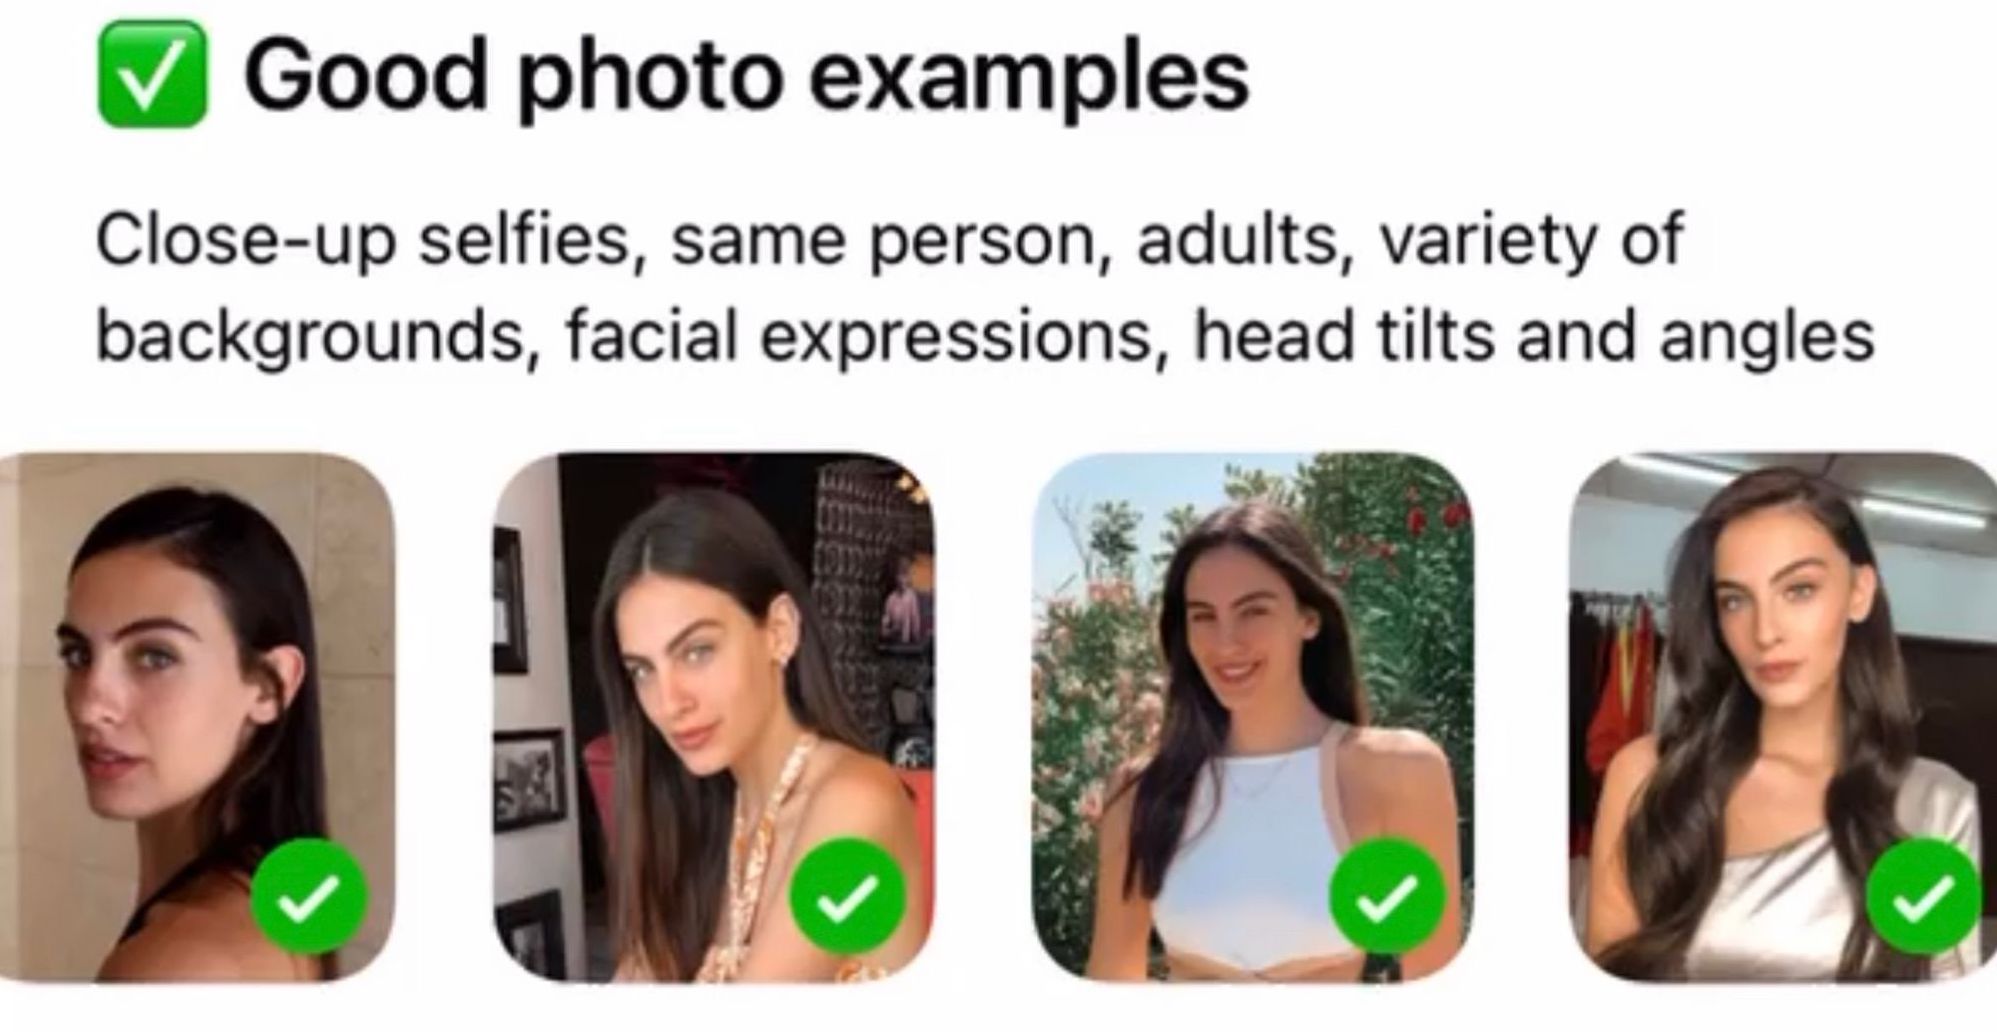 Good photo examples
Close-up selfies, same person, adults, variety of
backgrounds, facial expressions, head tilts and angles